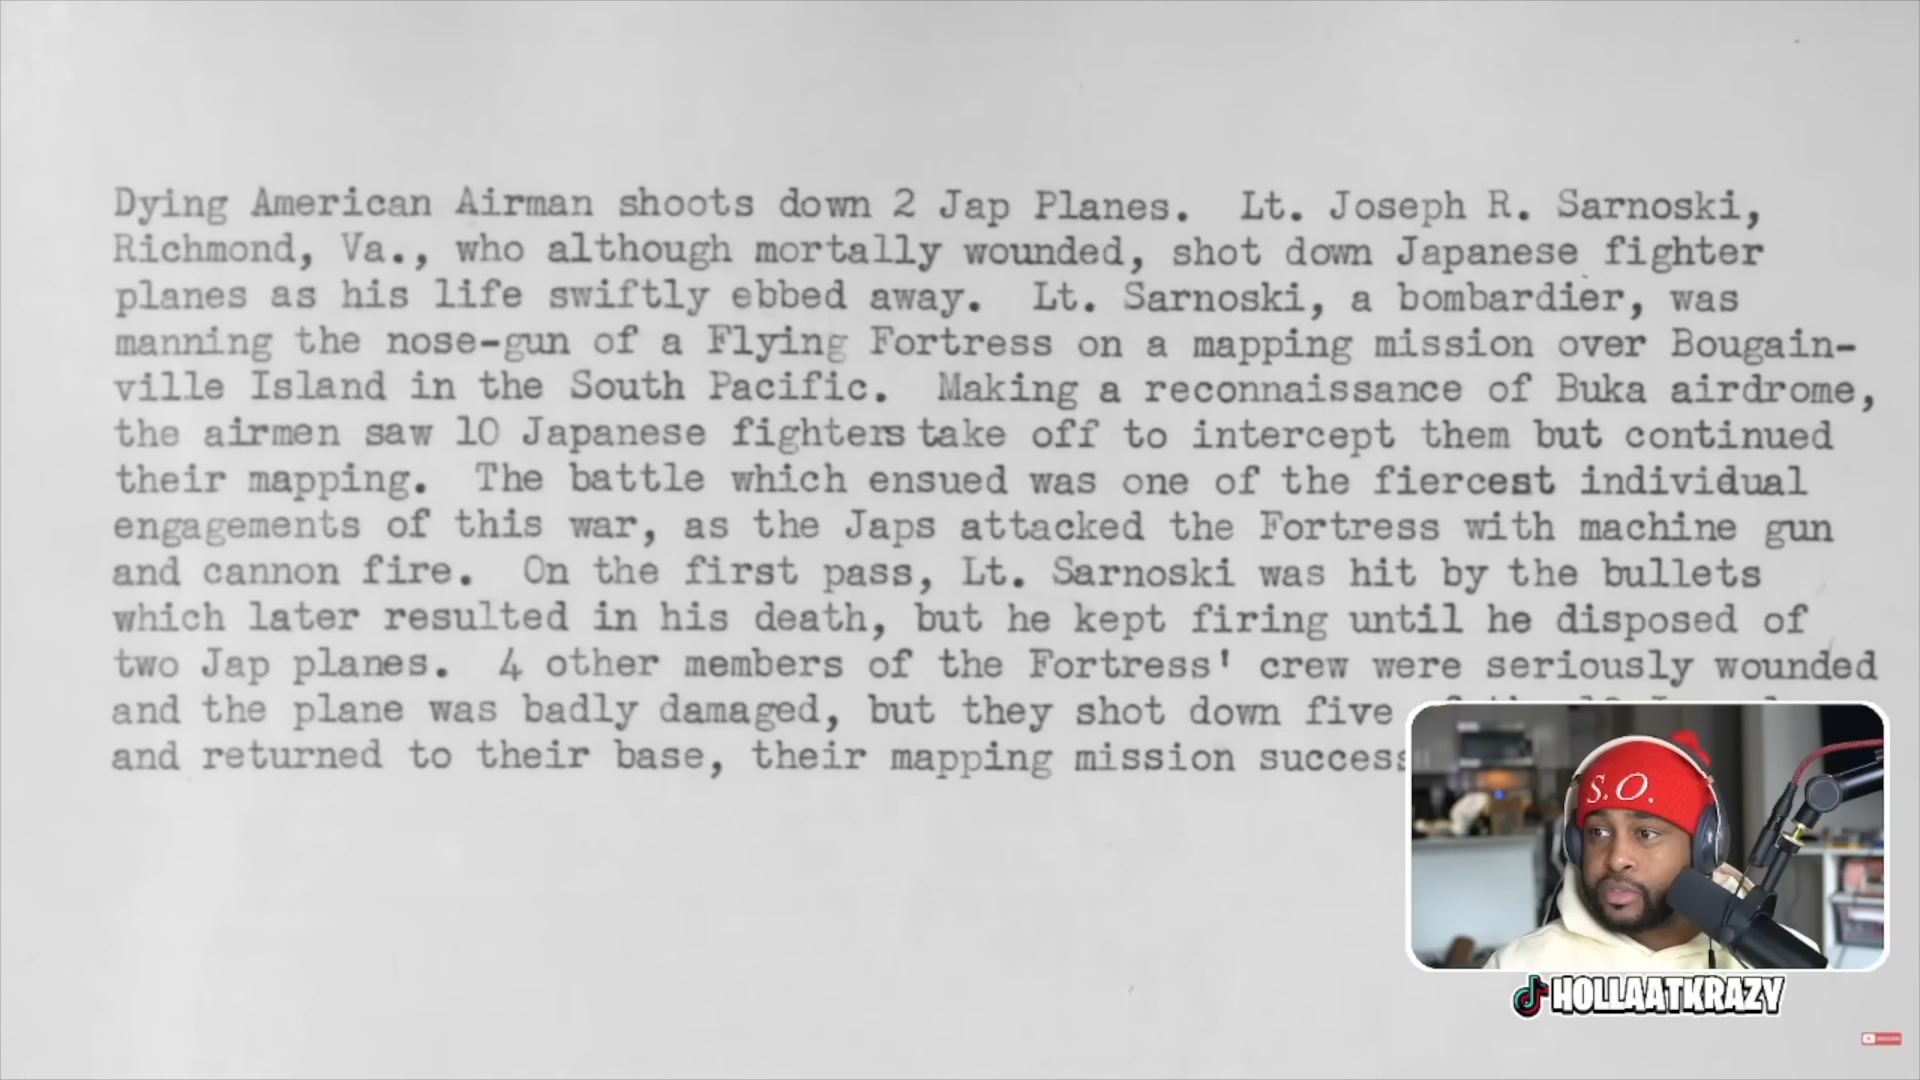 Dying American Airman shoots down 2 Jap Planes. Lt. Joseph R. Sarnoski,
Richmond, Va., who although mortally wounded, shot down Japanese fighter
planes as his life swiftly ebbed away. Lt. Sarnoski, a bombardier, was
manning the nose-gun of a Flying Fortress on a mapping mission over Bougain-
ville Island in the South Pacific. Making a reconnaissance of Buka airdrome,
the airmen saw 10 Japanese fighters take off to intercept them but continued
their mapping. The battle which ensued was one of the fiercest individual
engagements of this war, as the Japs attacked the Fortress with machine gun
and cannon fire. On the first pass, Lt. Sarnoski was hit by the bullets
which later resulted in his death, but he kept firing until he disposed of
two Jap planes. 4 other members of the Fortress' crew were seriously wounded
and the plane was badly damaged, but they shot down five
and returned to their base, their mapping mission success
S.O.
HOLLAATKRAZY